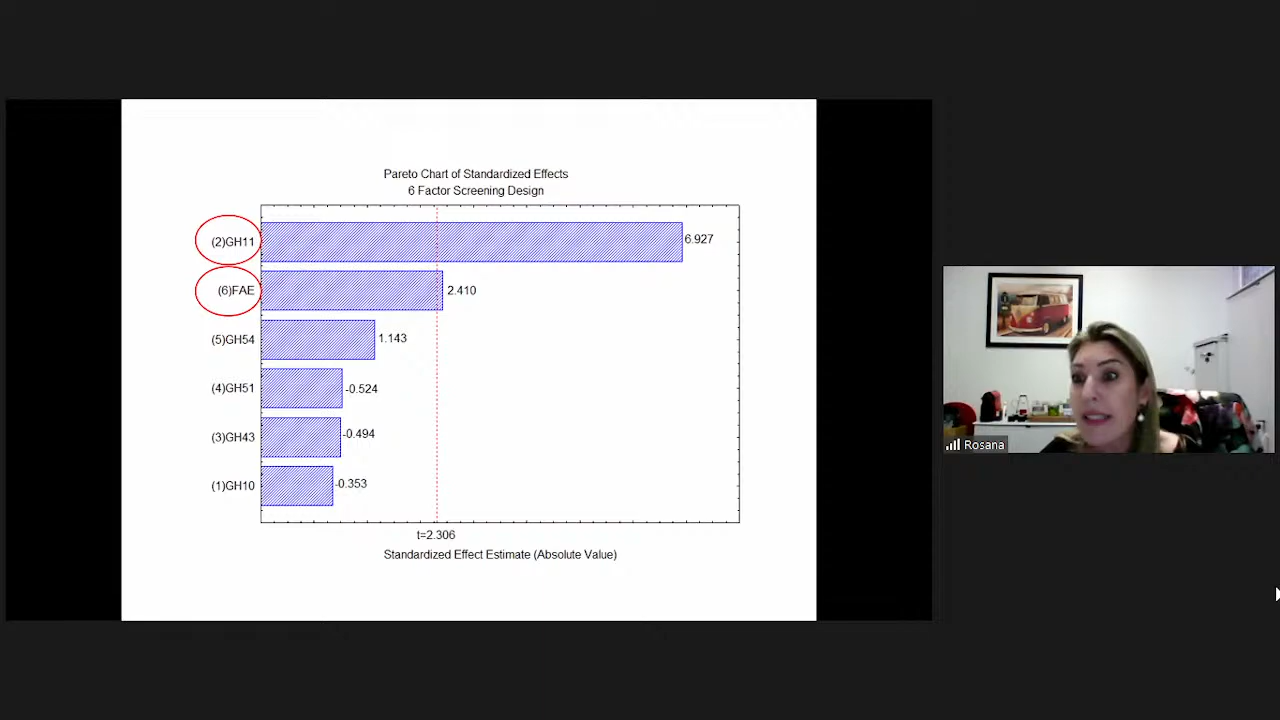 Pareto Chart of Standardized Effects
6 Factor Screening Design
(2)GH11
6.927
(6)FAE
2.410
(5)GH54
1.143
(4)GH51
-0.524
(3)GH43
-0.494
(1)GH10
-0.353
t=2.306
Standardized Effect Estimate (Absolute Value)
Rosana